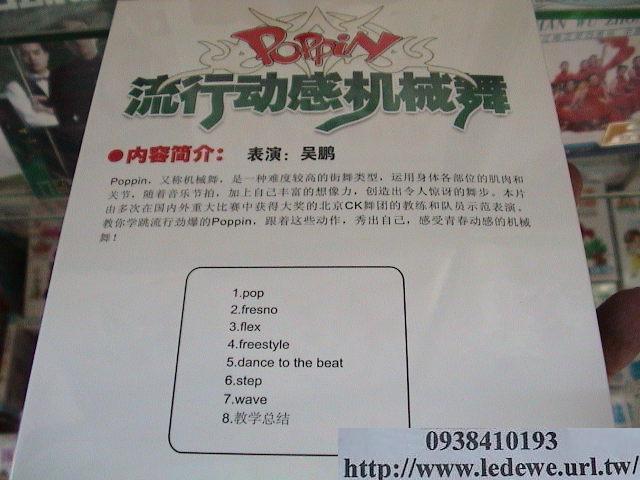 POPPiN
流行动感机械舞
●内容简介： 表演：吴鹏
Poppin，又称机械舞，是一种难度较高的街舞类型，运用身体各部位的肌肉和
关节，随着音乐节拍，加上自己丰富的想像力，创造出令人惊讶的舞步。本片
由多次在国内外重大比赛中获得大奖的北京CK舞团的教练和队员示范表演。
教你学跳流行劲爆的Poppin，跟着这些动作，秀出自己，感受青春动感的机械
舞！
1.pop
2.fresno
3.flex
4.freestyle
5.dance to the beat
6.step
7.wave
8.教学总结
0938410193
http://www.ledewe.url.tw/